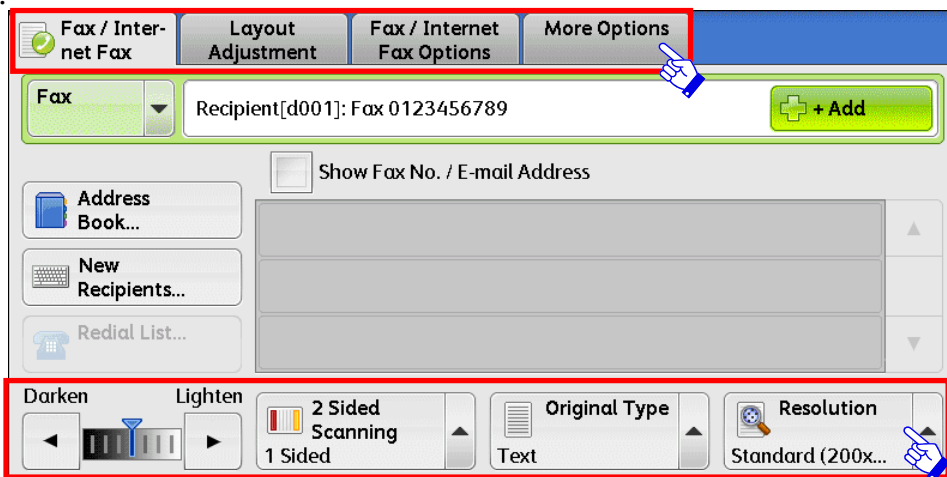 Fax / Inter-
net Fax
Layout
Adjustment
Fax / Internet
Fax Options
More Options
Fax
Recipient[d001]: Fax 0123456789
+ Add
Show Fax No. / E-mail Address
Address
Book...
New
Recipients...
Redial List...
Darken
Lighten
2 Sided
Scanning
1 Sided
Original Type
Text
Resolution
Standard (200x...